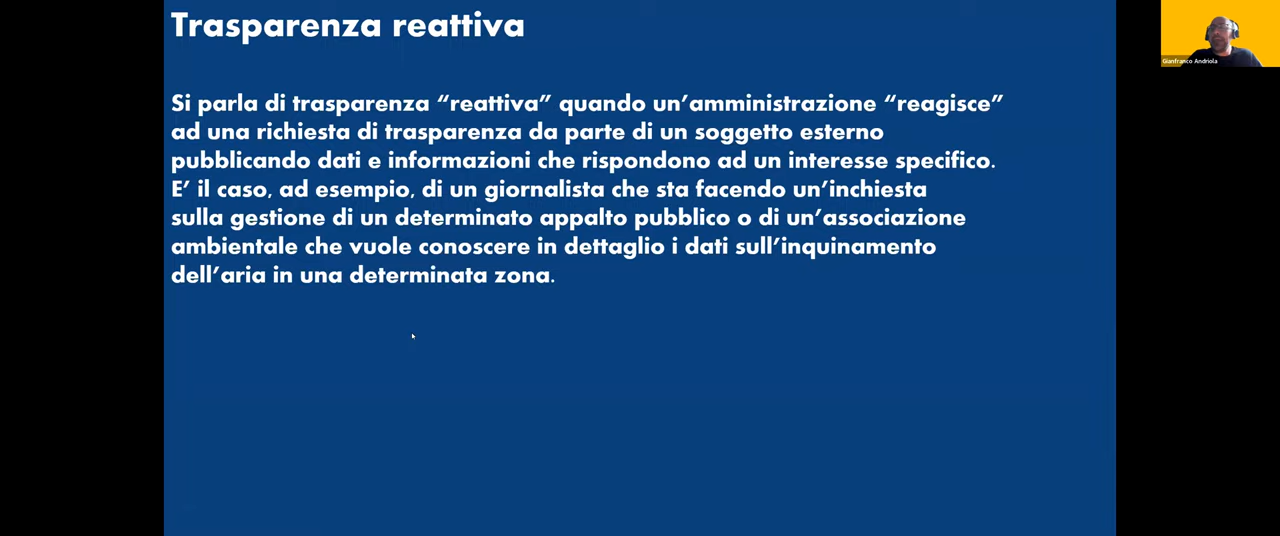 Trasparenza reattiva
Si parla di trasparenza “reattiva” quando un’amministrazione “reagisce”
ad una richiesta di trasparenza da parte di un soggetto esterno
pubblicando dati e informazioni che rispondono ad un interesse specifico.
E’ il caso, ad esempio, di un giornalista che sta facendo un’inchiesta
sulla gestione di un determinato appalto pubblico o di un’associazione
ambientale che vuole conoscere in dettaglio i dati sull’inquinamento
dell’aria in una determinata zona.
Gianfranco Andriola